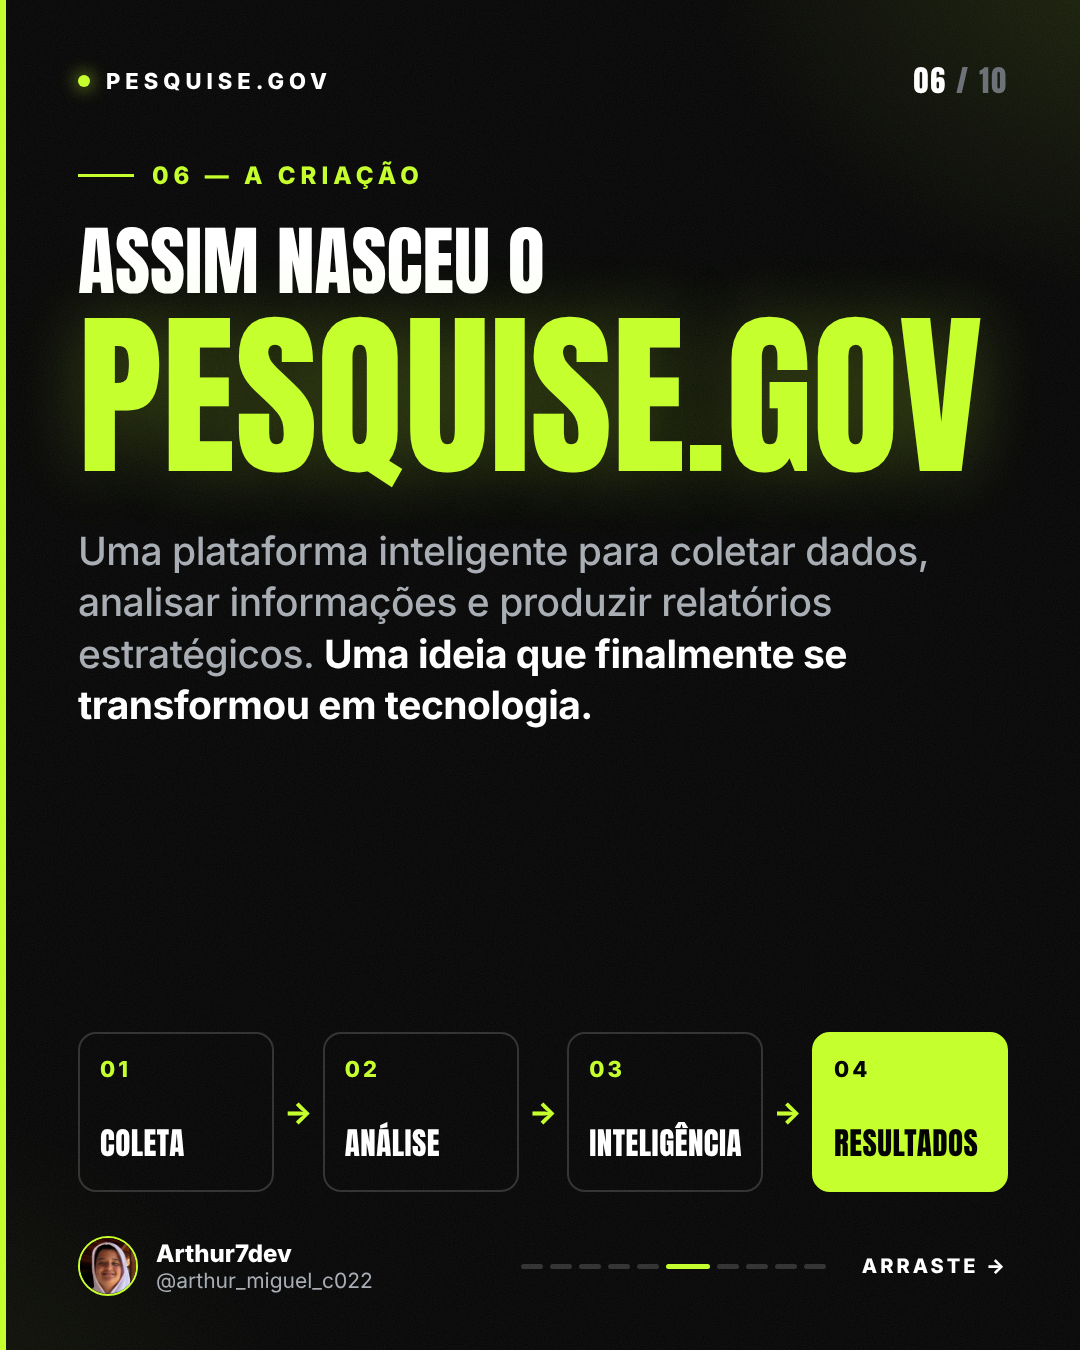 PESQUISE.GOV
06 / 10
06 — A CRIAÇÃO
ASSIM NASCEU O
PESQUISE.GOV
Uma plataforma inteligente para coletar dados,
analisar informações e produzir relatórios
estratégicos. Uma ideia que finalmente se
transformou em tecnologia.
01
COLETA
→
02
ANÁLISE
→
03
INTELIGÊNCIA
→
04
RESULTADOS
Arthur7dev
@arthur_miguel_c022
ARRASTE →